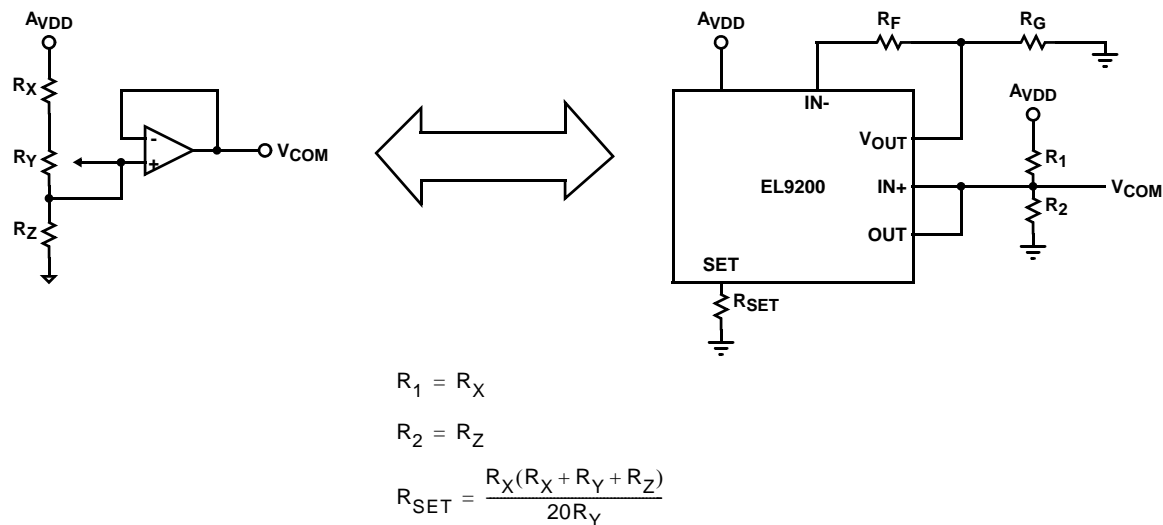 AVDD
RX
RY
RZ
-
+
VCOM
AVDD
RF
RG
IN-
AVDD
VOUT
R1
EL9200
IN+
R2
VCOM
OUT
SET
RSET
R1 = RX
R2 = RZ
RSET = RX(RX + RY + RZ) / 20RY